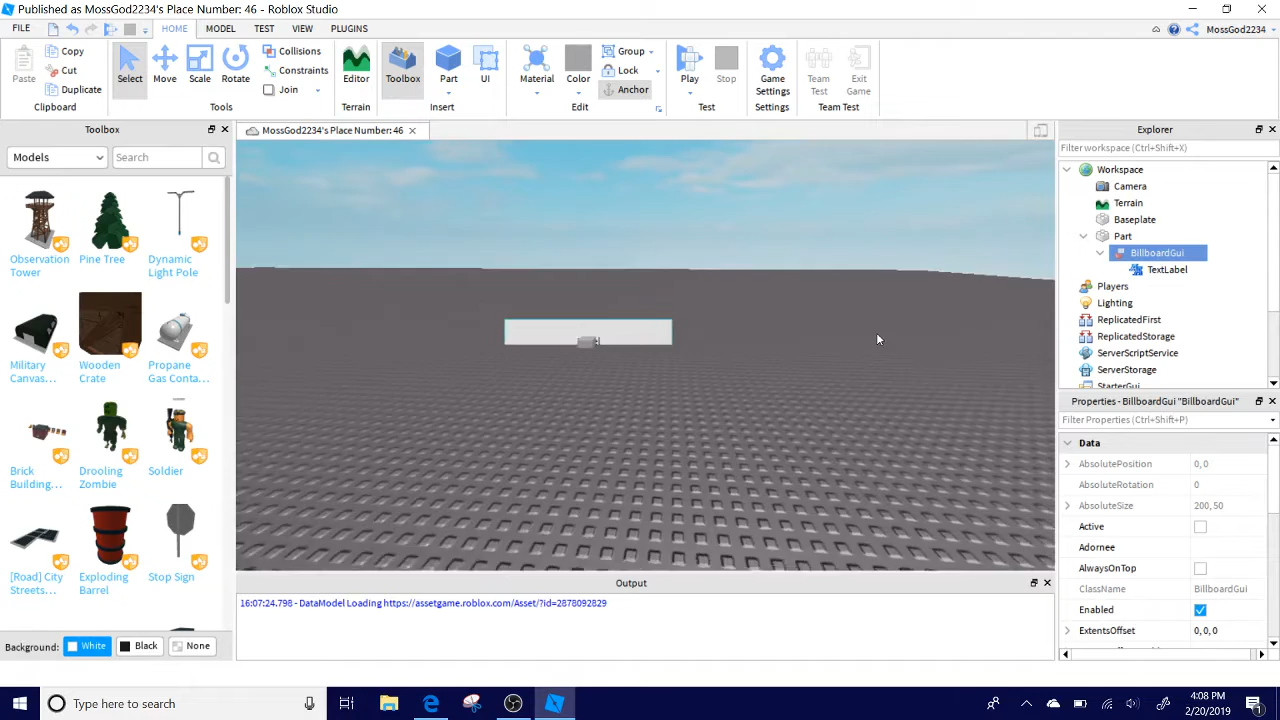 Published as MossGod2234's Place Number: 46 - Roblox Studio
FILE
HOME MODEL TEST VIEW PLUGINS
MossGod2234
Paste
Copy
Cut
Duplicate
Clipboard
Select Move Scale Rotate
Collisions
Constraints
Join
Tools
Editor
Terrain
Toolbox Part UI
Insert
Material Color
Group
Lock
Anchor
Edit
Play Stop
Test
Game
Settings
Settings
Team
Test
Exit
Game
Team Test
Toolbox
Models
Search
Observation
Tower
Pine Tree
Dynamic
Light Pole
Military
Canvas...
Wooden
Crate
Propane
Gas Conta...
Brick
Building...
Drooling
Zombie
Soldier
[Road] City
Streets...
Exploding
Barrel
Stop Sign
Background: White Black None
MossGod2234's Place Number: 46
Output
16:07:24.798 - DataModel Loading https://assetgame.roblox.com/Asset/?id=2878092829
Explorer
Filter workspace (Ctrl+Shift+X)
Workspace
Camera
Terrain
Baseplate
Part
BillboardGui
TextLabel
Players
Lighting
ReplicatedFirst
ReplicatedStorage
ServerScriptService
ServerStorage
StarterGui
Properties - BillboardGui "BillboardGui"
Filter Properties (Ctrl+Shift+P)
Data
AbsolutePosition 0, 0
AbsoluteRotation 0
AbsoluteSize 200, 50
Active
Adornee
AlwaysOnTop
ClassName BillboardGui
Enabled
ExtentsOffset 0, 0, 0
Type here to search
4:08 PM
2/20/2019